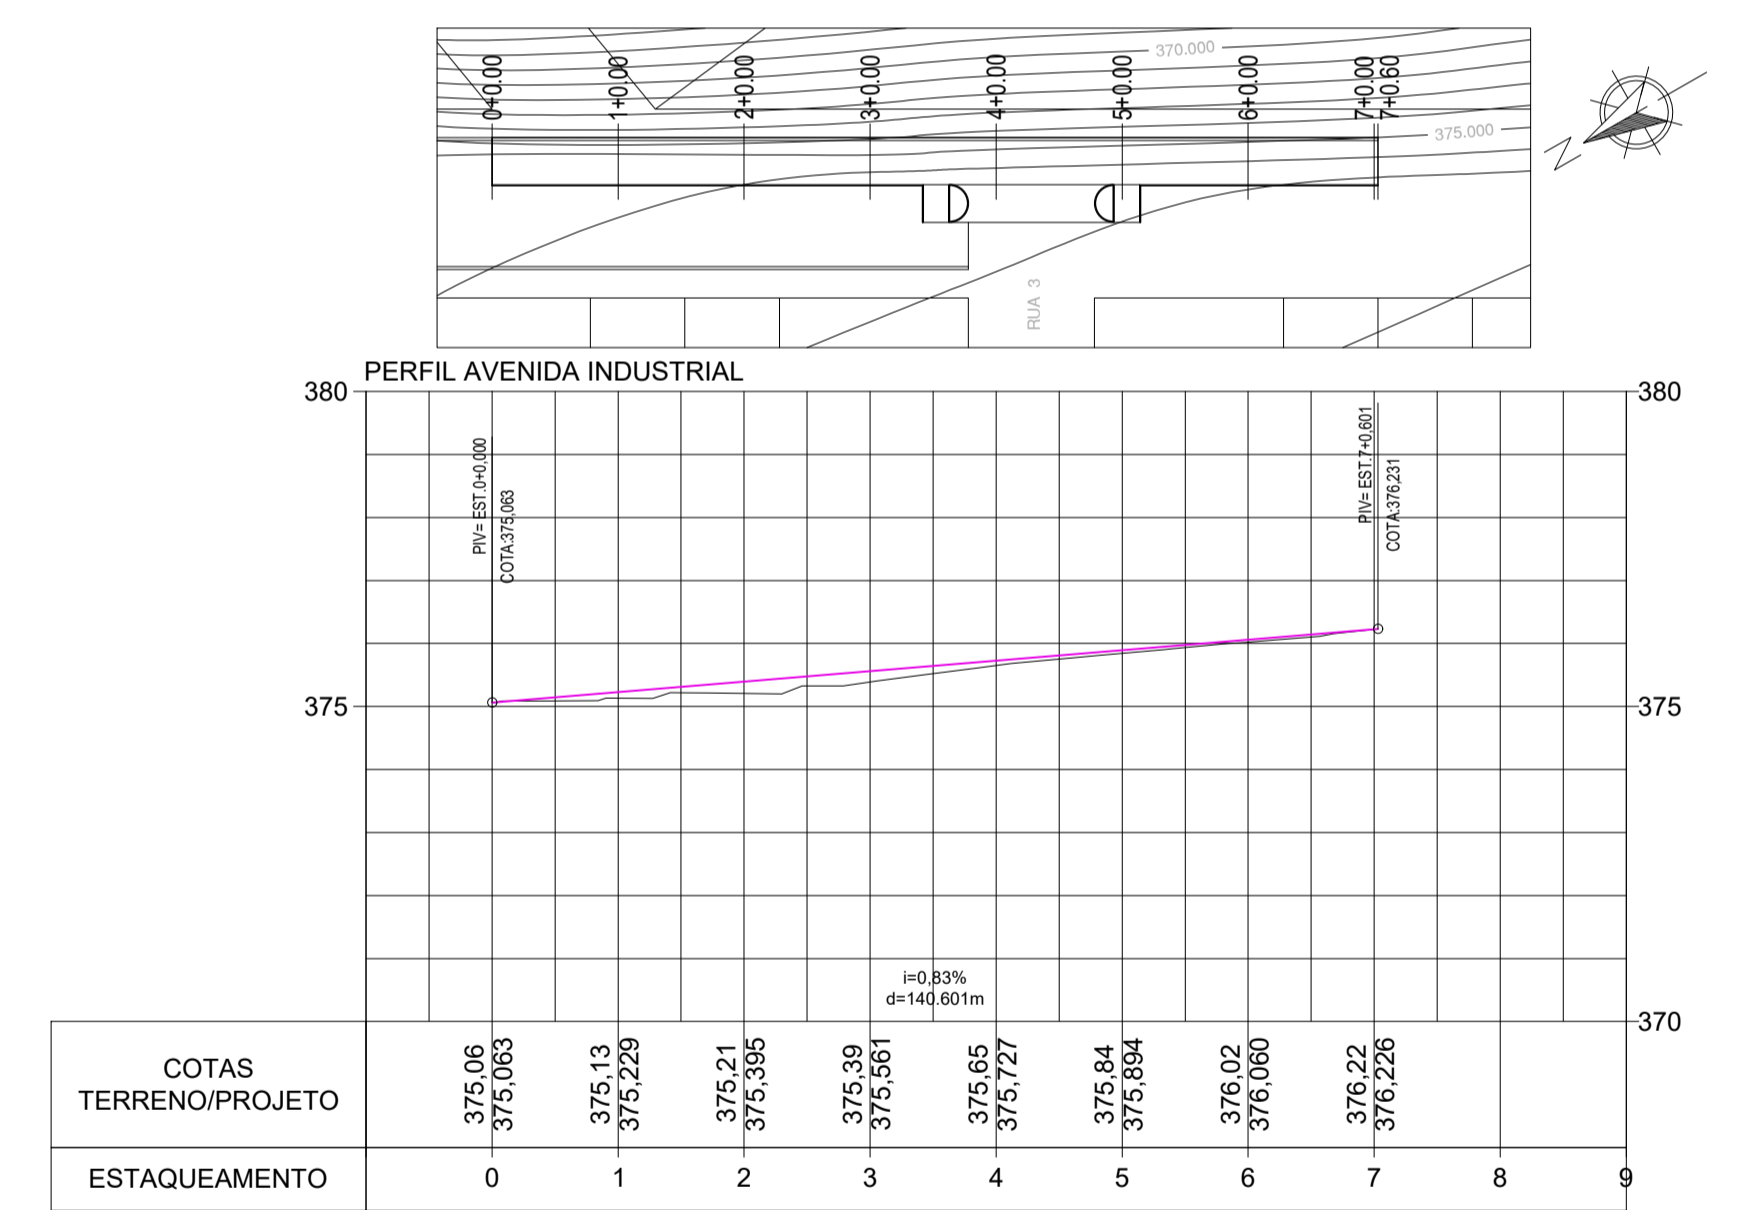 370.000
0+0.00
1+0.00
2+0.00
3+0.00
4+0.00
5+0.00
6+0.00
7+0.00
7+0.60
375.000
N
RUA 3
PERFIL AVENIDA INDUSTRIAL
380
380
PIV= EST.0+0,000
COTA:375,063
PIV= EST.7+0,601
COTA:376,231
375
375
i=0,83%
d=140.601m
370
COTAS
TERRENO/PROJETO
375,06
375,063
375,13
375,229
375,21
375,395
375,39
375,561
375,65
375,727
375,84
375,894
376,02
376,060
376,22
376,226
ESTAQUEAMENTO
0 1 2 3 4 5 6 7 8 9